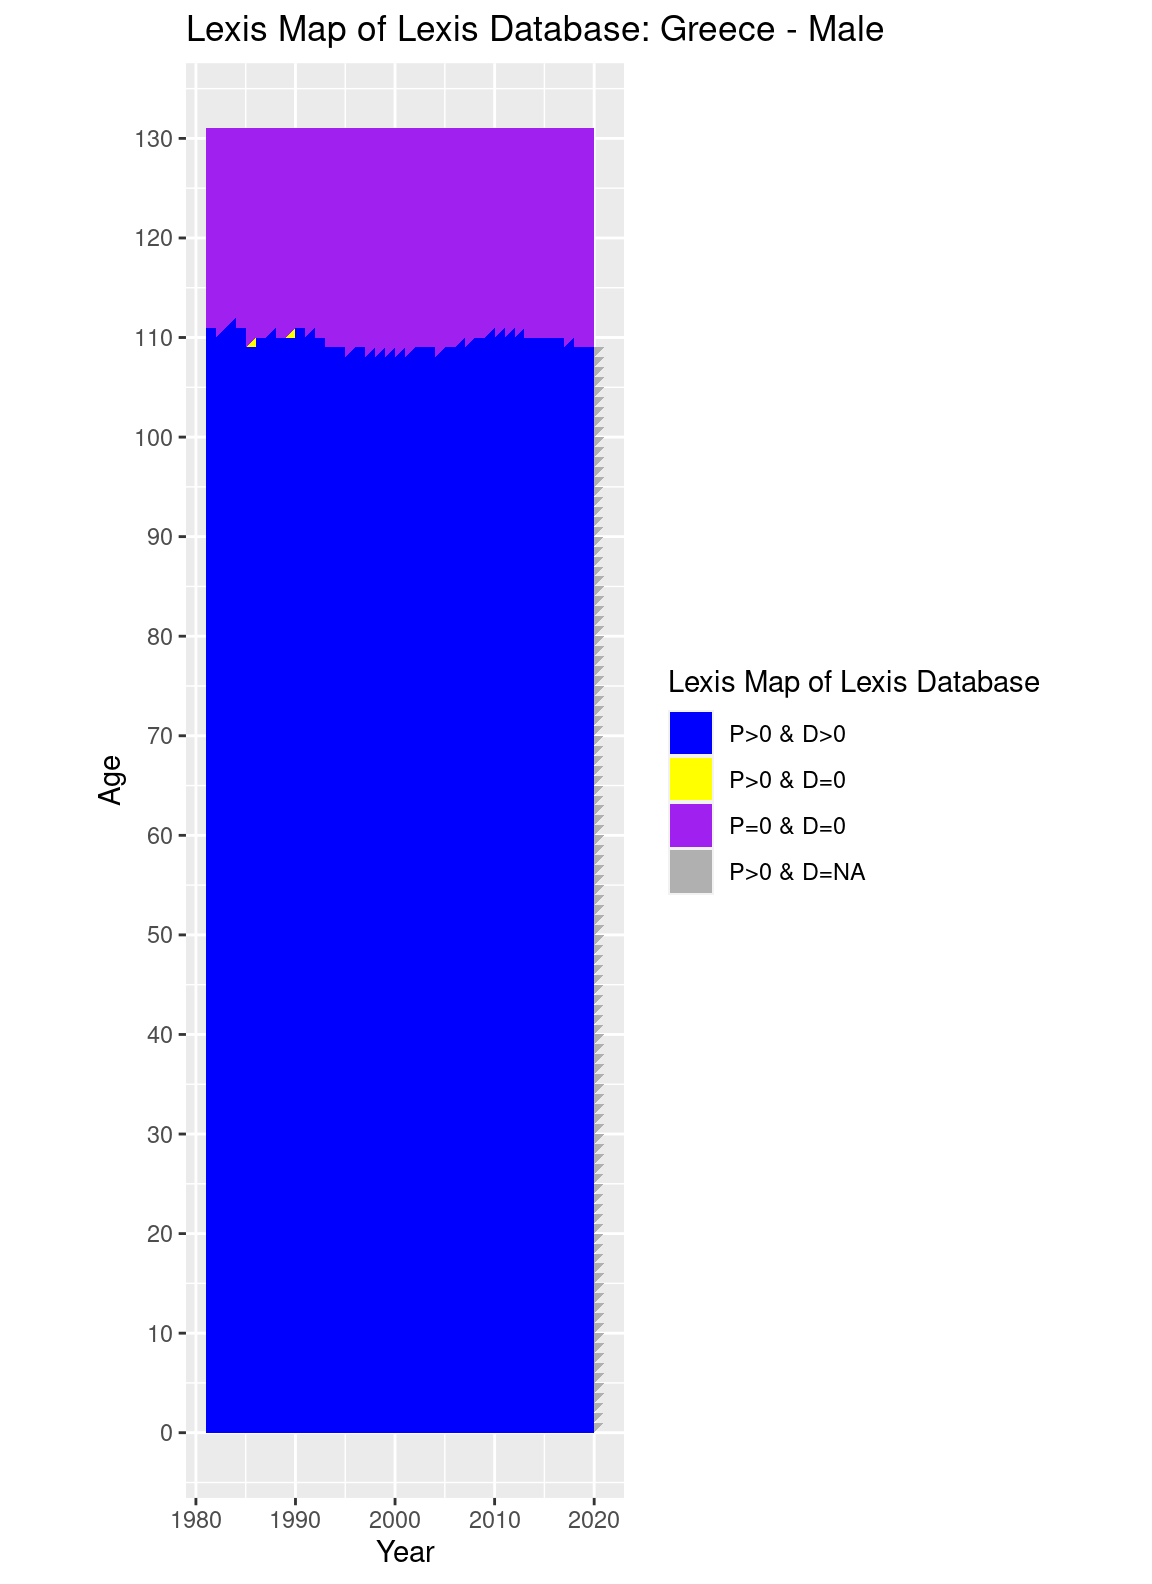 Lexis Map of Lexis Database: Greece - Male
130
120
110
100
90
80
70
60
50
40
30
20
10
0
Age
1980 1990 2000 2010 2020
Year
Lexis Map of Lexis Database
P>0 & D>0
P>0 & D=0
P=0 & D=0
P>0 & D=NA